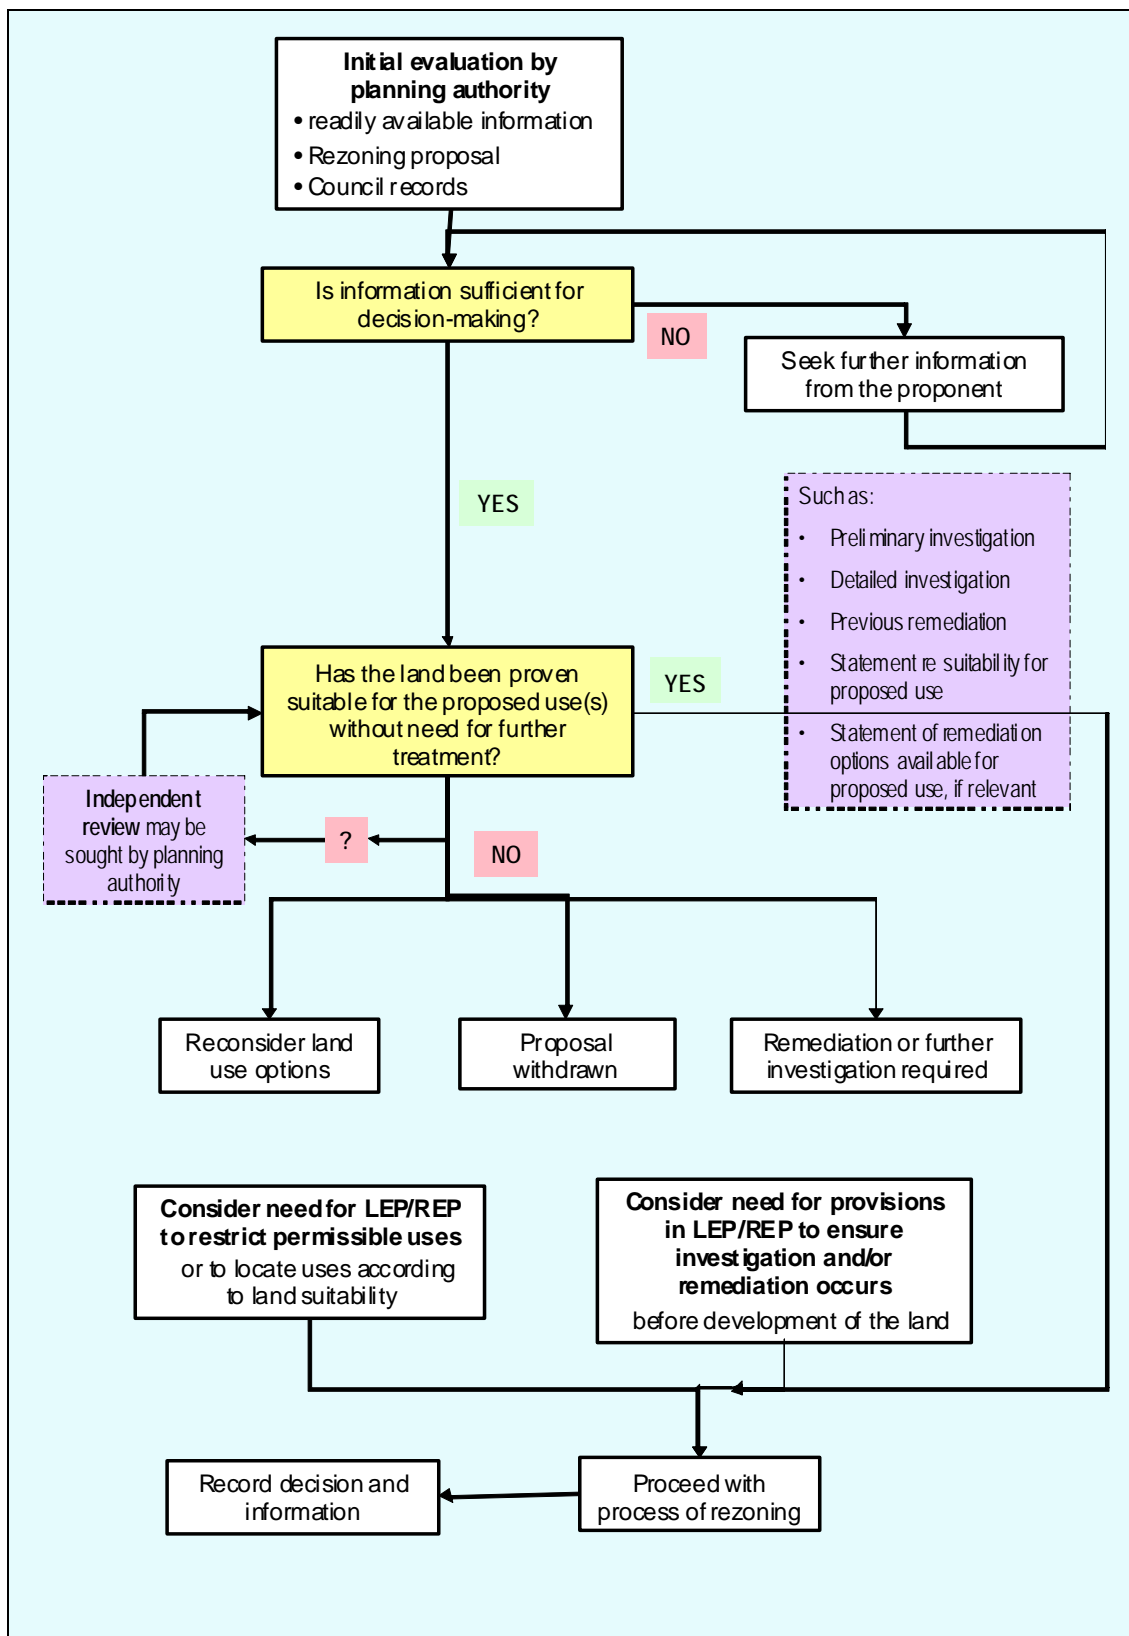 Initial evaluation by
planning authority
• readily available information
• Rezoning proposal
• Council records
Is information sufficient for
decision-making?
NO
Seek further information
from the proponent
YES
Such as:
• Preliminary investigation
• Detailed investigation
• Previous remediation
• Statement re suitability for
proposed use
• Statement of remediation
options available for
proposed use, if relevant
Has the land been proven
suitable for the proposed use(s)
without need for further
treatment?
YES
Independent
review may be
sought by planning
authority
?
NO
Reconsider land
use options
Proposal
withdrawn
Remediation or further
investigation required
Consider need for LEP/REP
to restrict permissible uses
or to locate uses according
to land suitability
Consider need for provisions
in LEP/REP to ensure
investigation and/or
remediation occurs
before development of the land
Record decision and
information
Proceed with
process of rezoning